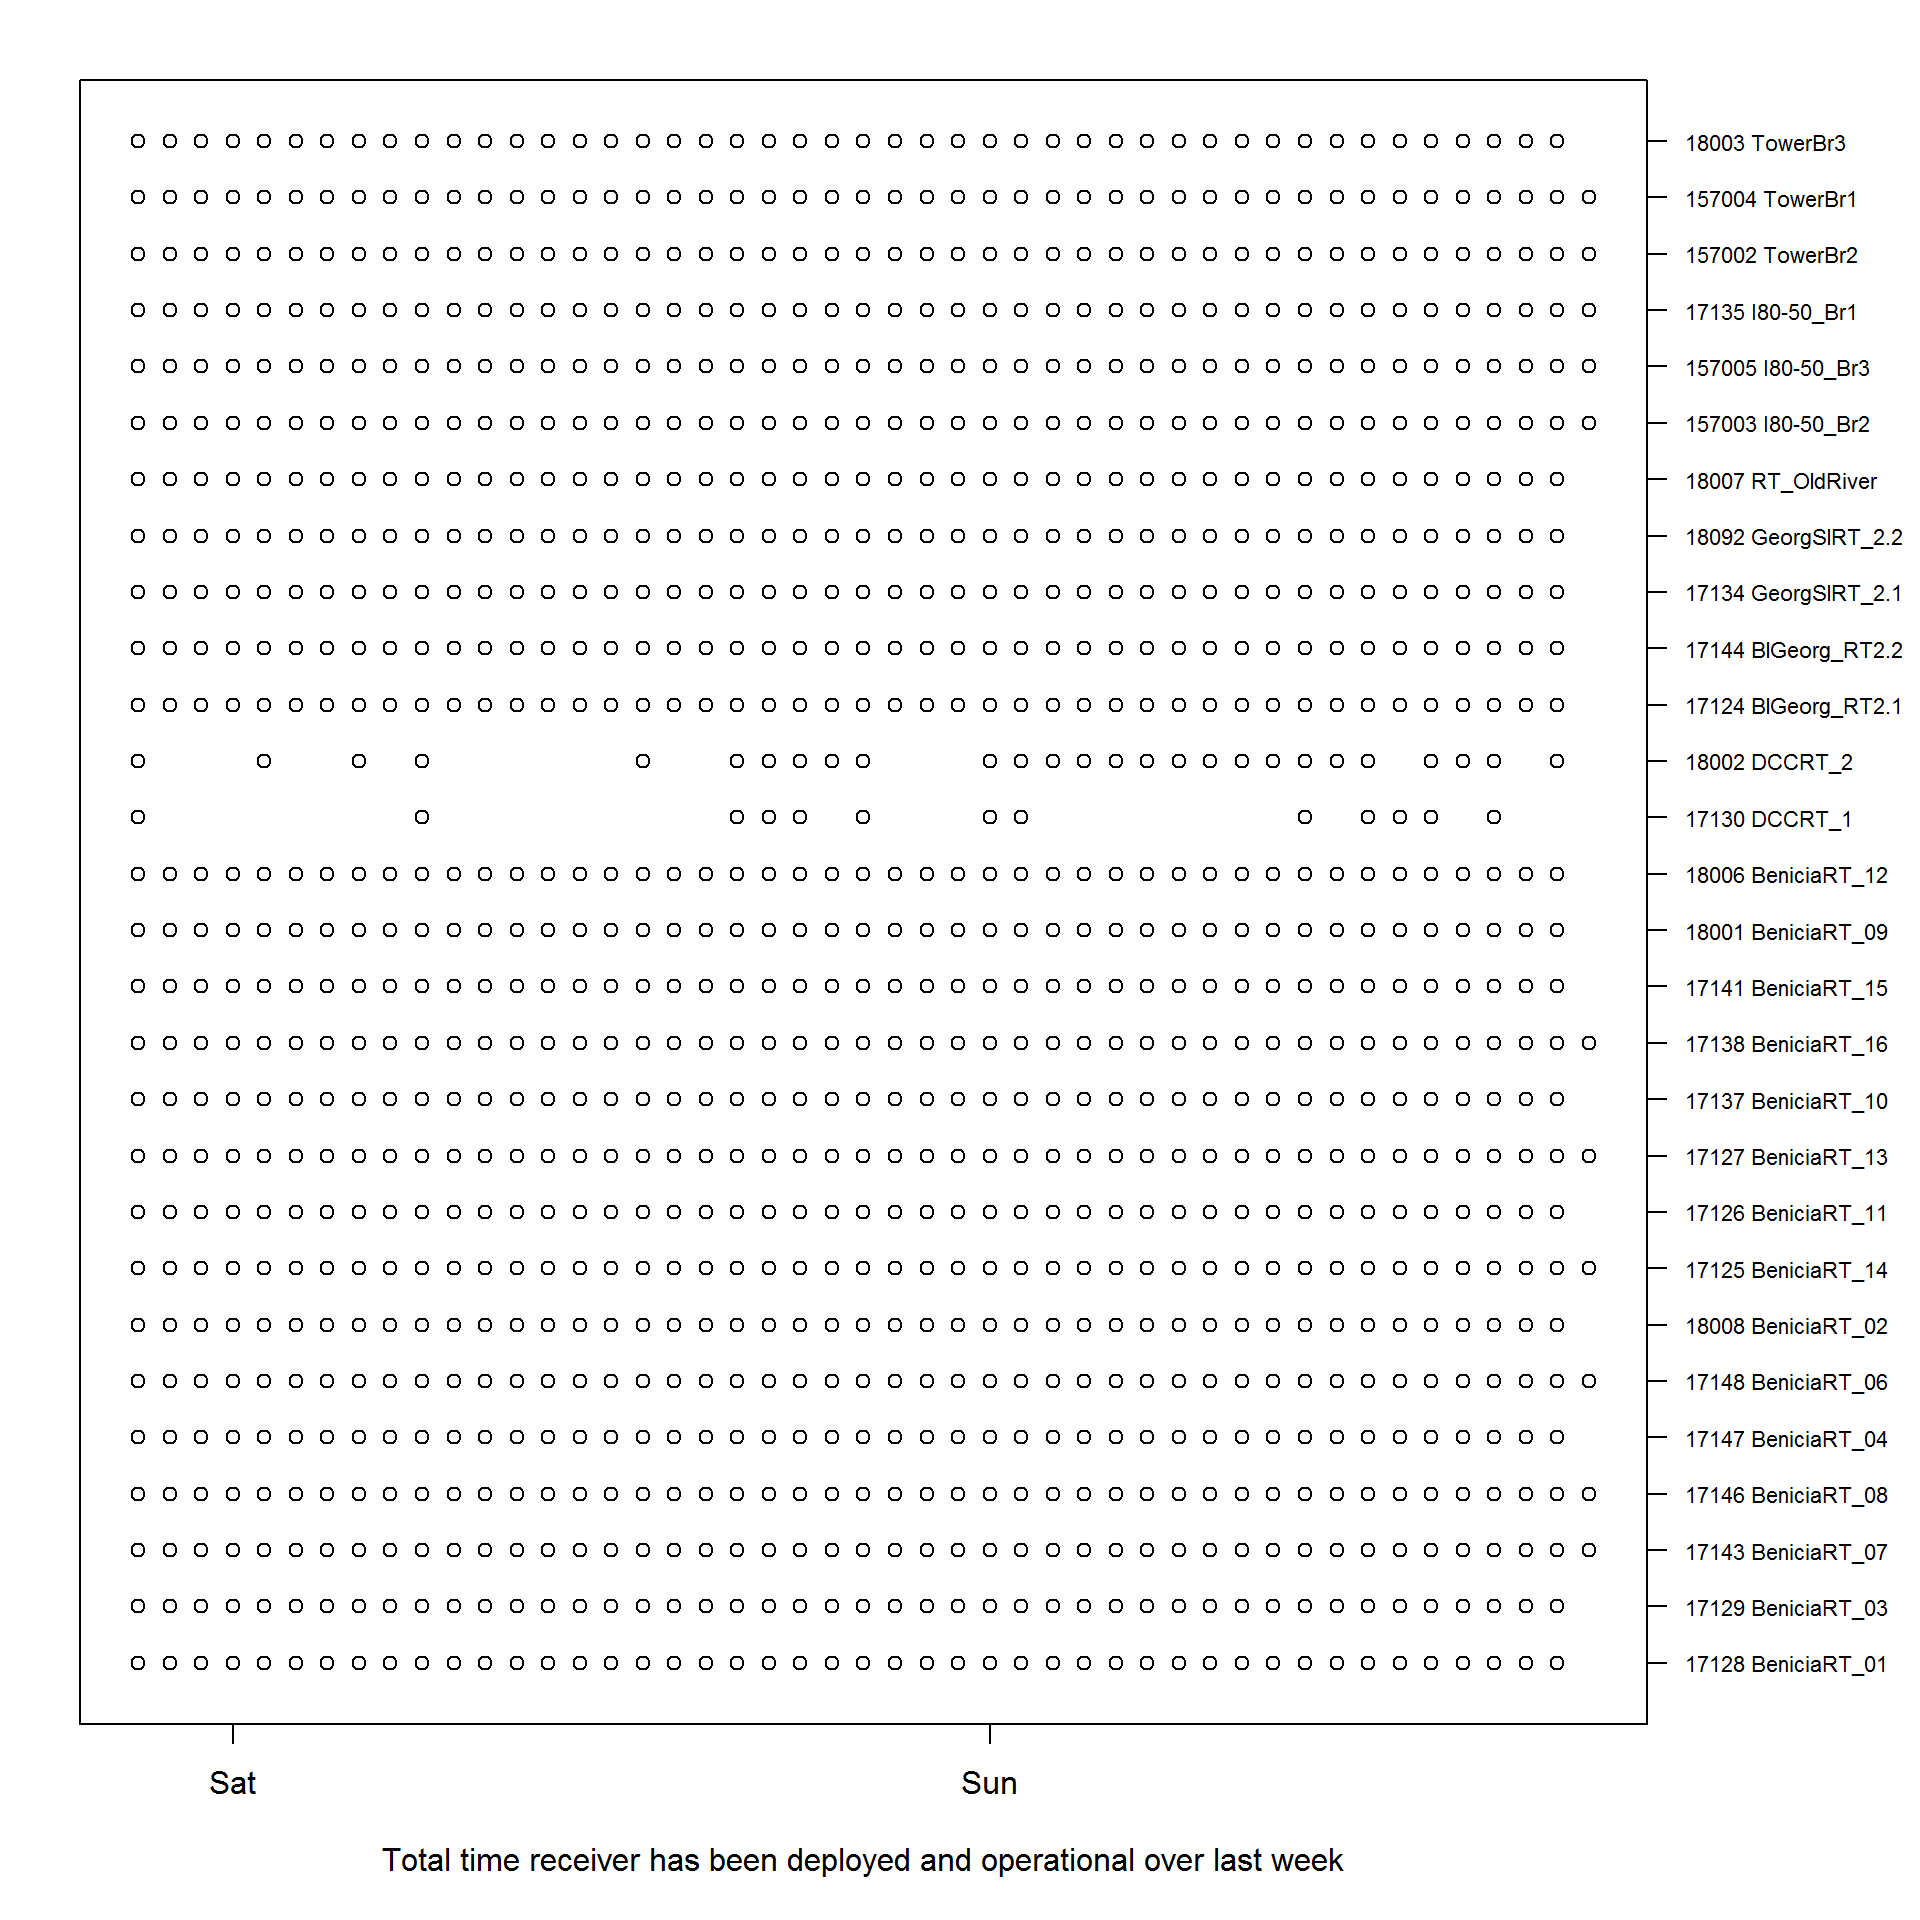 18003 TowerBr3
157004 TowerBr1
157002 TowerBr2
17135 I80-50_Br1
157005 I80-50_Br3
157003 I80-50_Br2
18007 RT_OldRiver
18092 GeorgSlRT_2.2
17134 GeorgSlRT_2.1
17144 BlGeorg_RT2.2
17124 BlGeorg_RT2.1
18002 DCCRT_2
17130 DCCRT_1
18006 BeniciaRT_12
18001 BeniciaRT_09
17141 BeniciaRT_15
17138 BeniciaRT_16
17137 BeniciaRT_10
17127 BeniciaRT_13
17126 BeniciaRT_11
17125 BeniciaRT_14
18008 BeniciaRT_02
17148 BeniciaRT_06
17147 BeniciaRT_04
17146 BeniciaRT_08
17143 BeniciaRT_07
17129 BeniciaRT_03
17128 BeniciaRT_01
Sat Sun
Total time receiver has been deployed and operational over last week